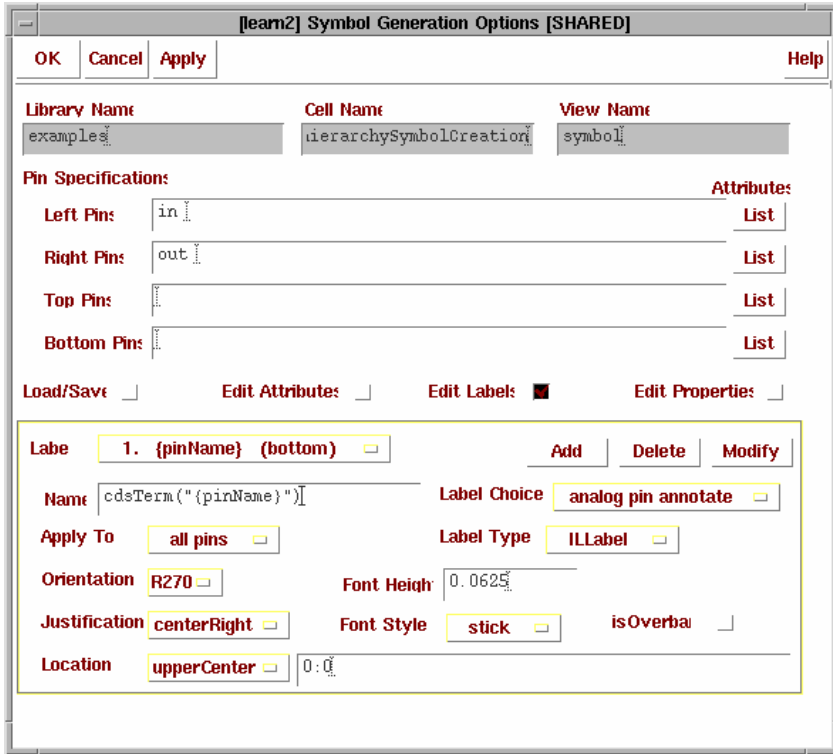 [learn2] Symbol Generation Options [SHARED]
OK Cancel Apply Help
Library Name Cell Name View Name
examples ierarchySymbolCreation symbol
Pin Specifications
Attributes
Left Pins in List
Right Pins out List
Top Pins List
Bottom Pins List
Load/Save Edit Attributes Edit Labels Edit Properties
Labe 1. {pinName} (bottom) Add Delete Modify
Name cdsTerm("{pinName}") Label Choice analog pin annotate
Apply To all pins Label Type ILLabel
Orientation R270 Font Heigh 0.0625
Justification centerRight Font Style stick isOverbar
Location upperCenter 0:0